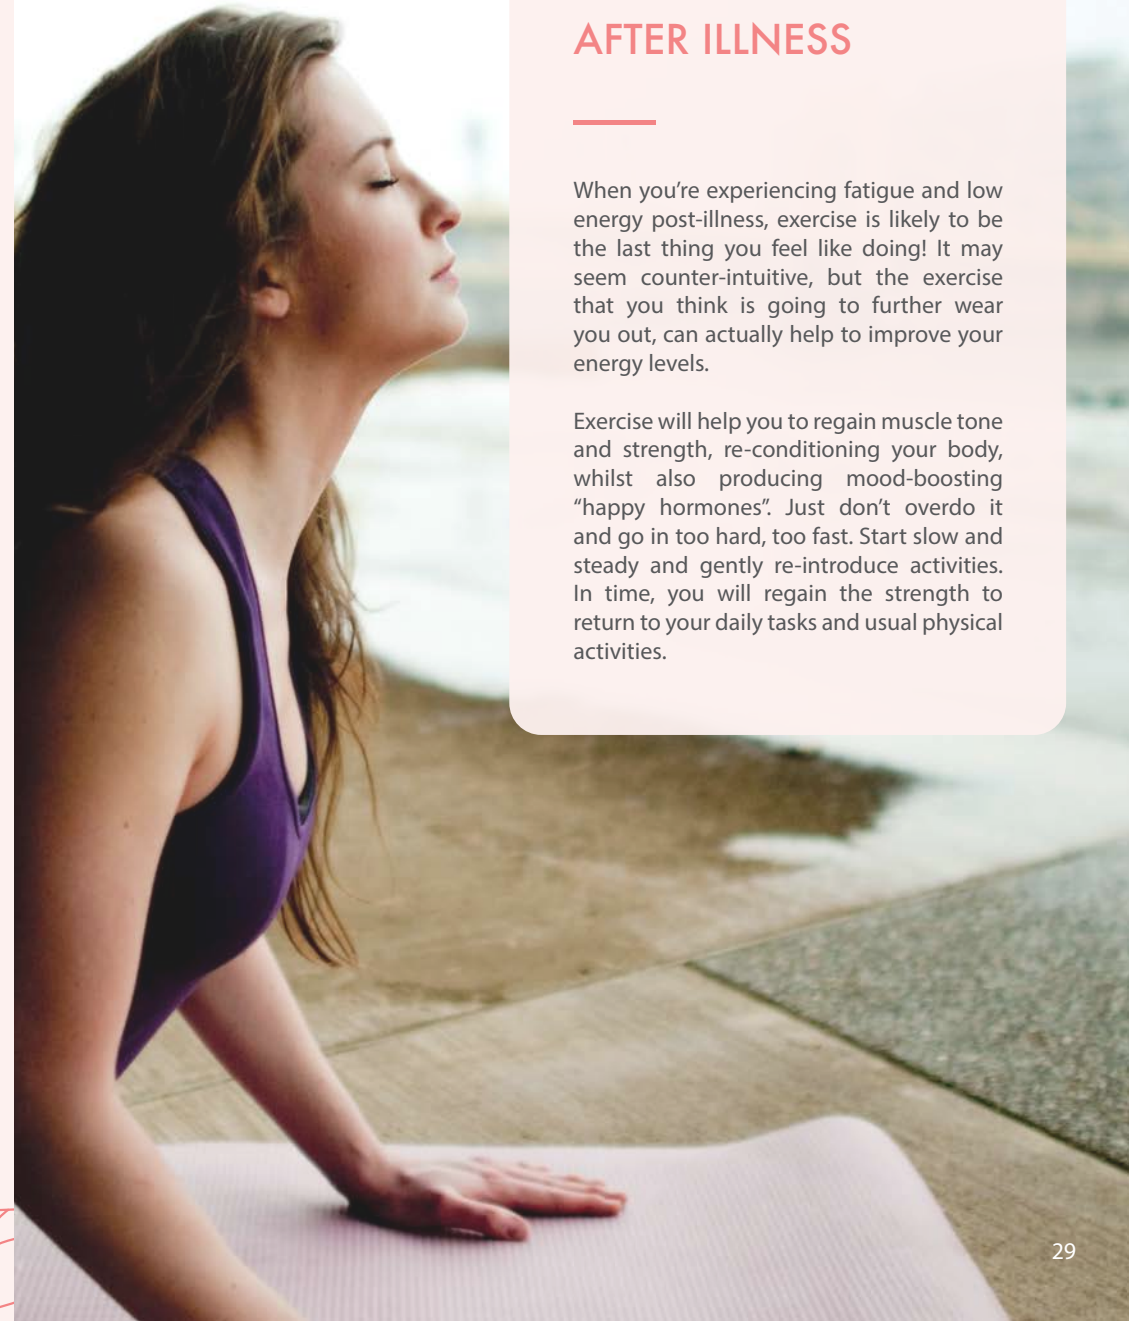 AFTER ILLNESS
When you’re experiencing fatigue and low
energy post-illness, exercise is likely to be
the last thing you feel like doing! It may
seem counter-intuitive, but the exercise
that you think is going to further wear
you out, can actually help to improve your
energy levels.
Exercise will help you to regain muscle tone
and strength, re-conditioning your body,
whilst also producing mood-boosting
“happy hormones”. Just don’t overdo it
and go in too hard, too fast. Start slow and
steady and gently re-introduce activities.
In time, you will regain the strength to
return to your daily tasks and usual physical
activities.
29